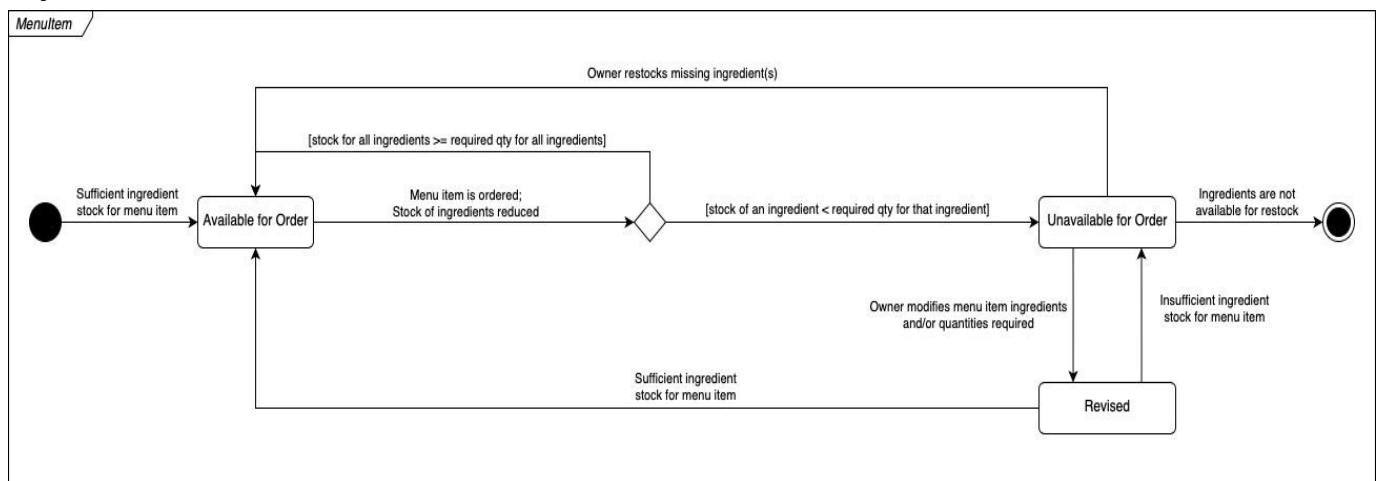 MenuItem
Owner restocks missing ingredient(s)
[stock for all ingredients >= required qty for all ingredients]
Sufficient ingredient
stock for menu item
Available for Order
Menu item is ordered;
Stock of ingredients reduced
[stock of an ingredient < required qty for that ingredient]
Unavailable for Order
Ingredients are not
available for restock
Owner modifies menu item ingredients
and/or quantities required
Insufficient ingredient
stock for menu item
Sufficient ingredient
stock for menu item
Revised